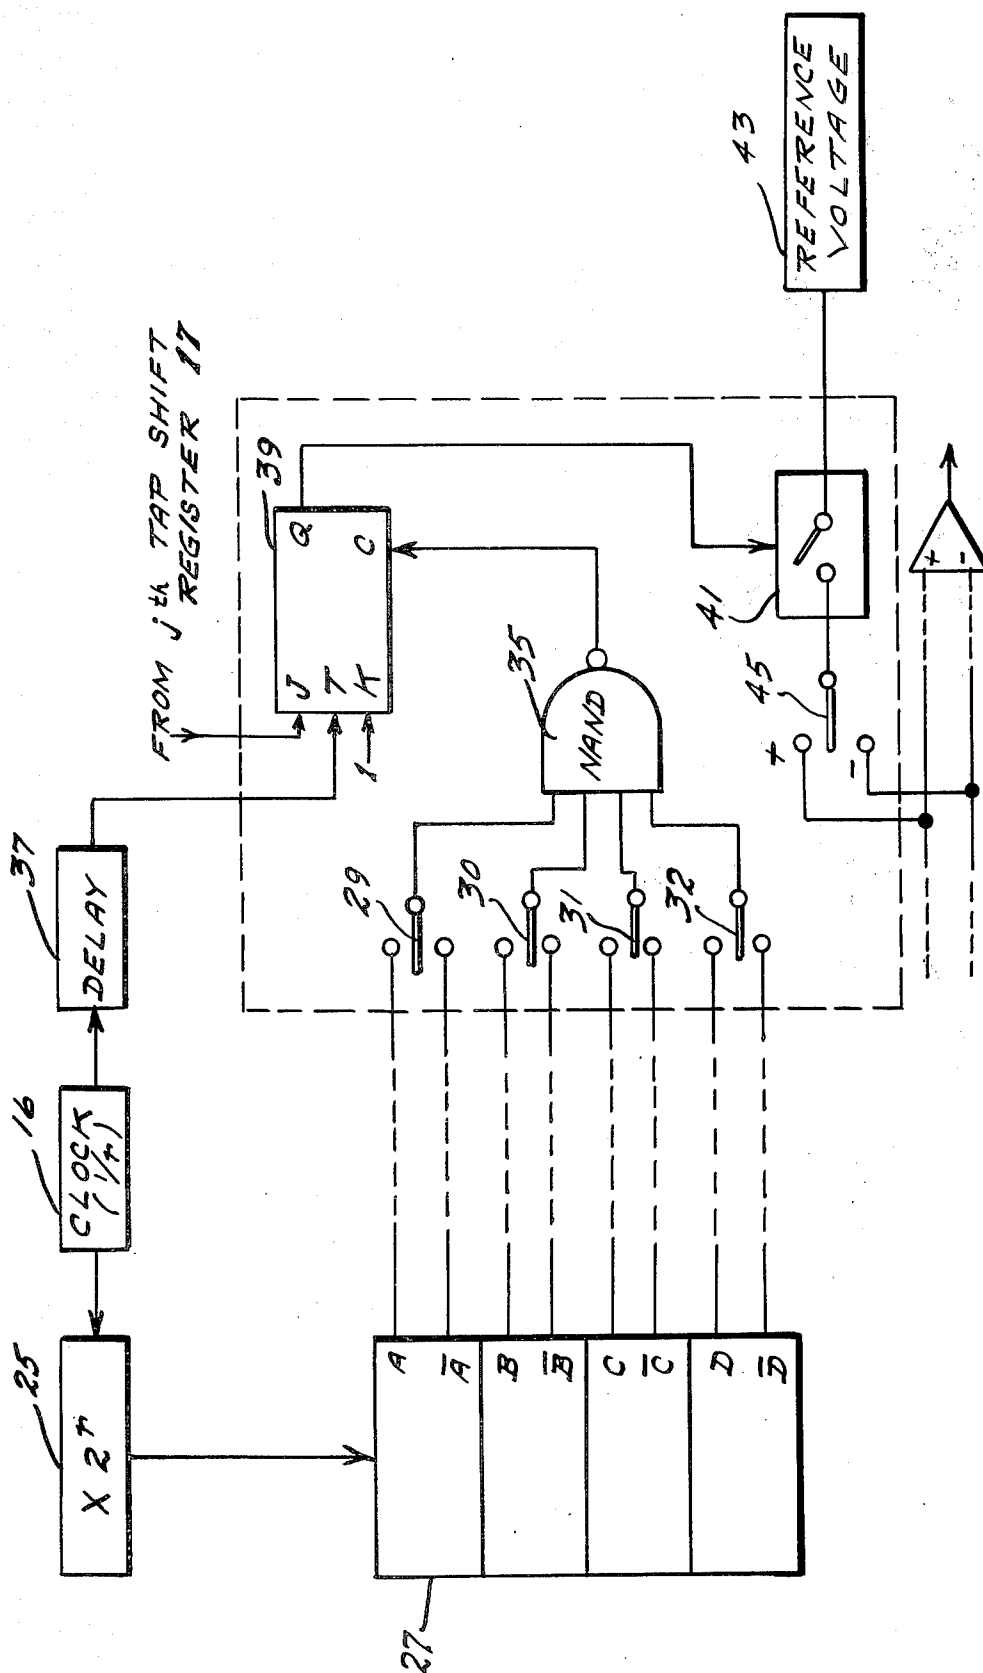 25
X 2^r
16
CLOCK
(1/r)
37
DELAY
FROM jth TAP SHIFT
REGISTER 17
39
J
T
K
1
Q
C
27
A
A̅
B
B̅
C
C̅
D
D̅
29
30
31
32
35
NAND
41
45
+
-
43
REFERENCE
VOLTAGE
+
-